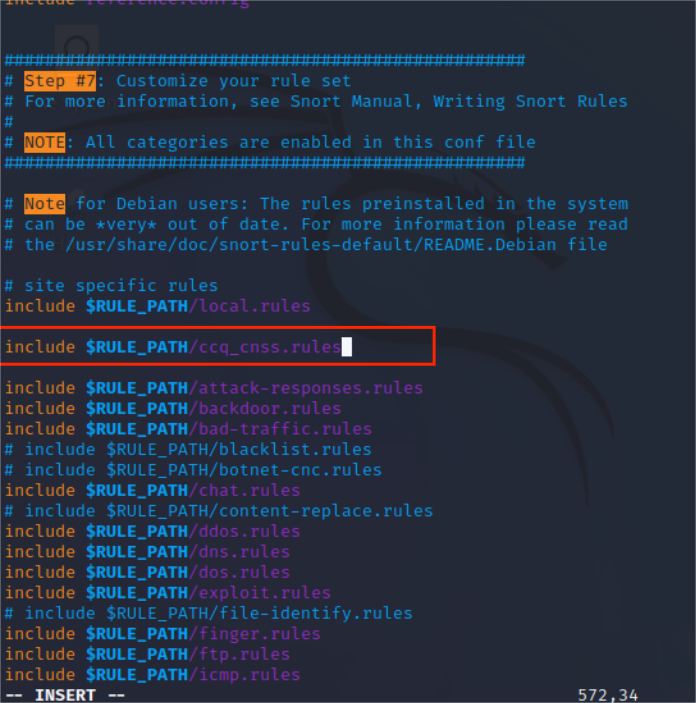 include reference.config
###################################################
# Step #7: Customize your rule set
# For more information, see Snort Manual, Writing Snort Rules
#
# NOTE: All categories are enabled in this conf file
###################################################
# Note for Debian users: The rules preinstalled in the system
# can be *very* out of date. For more information please read
# the /usr/share/doc/snort-rules-default/README.Debian file
# site specific rules
include $RULE_PATH/local.rules
include $RULE_PATH/ccq_cnss.rules
include $RULE_PATH/attack-responses.rules
include $RULE_PATH/backdoor.rules
include $RULE_PATH/bad-traffic.rules
# include $RULE_PATH/blacklist.rules
# include $RULE_PATH/botnet-cnc.rules
include $RULE_PATH/chat.rules
# include $RULE_PATH/content-replace.rules
include $RULE_PATH/ddos.rules
include $RULE_PATH/dns.rules
include $RULE_PATH/dos.rules
include $RULE_PATH/exploit.rules
# include $RULE_PATH/file-identify.rules
include $RULE_PATH/finger.rules
include $RULE_PATH/ftp.rules
include $RULE_PATH/icmp.rules
-- INSERT -- 572,34